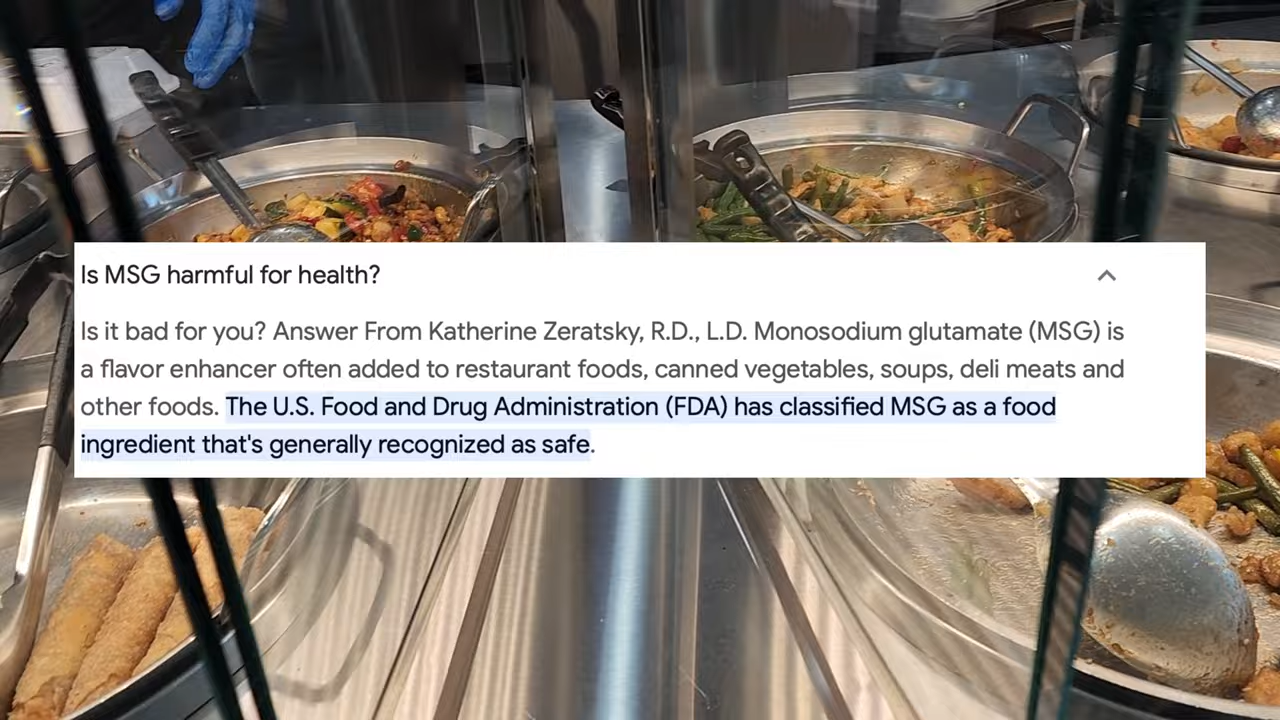 Is MSG harmful for health?
Is it bad for you? Answer From Katherine Zeratsky, R.D., L.D. Monosodium glutamate (MSG) is
a flavor enhancer often added to restaurant foods, canned vegetables, soups, deli meats and
other foods. The U.S. Food and Drug Administration (FDA) has classified MSG as a food
ingredient that's generally recognized as safe.